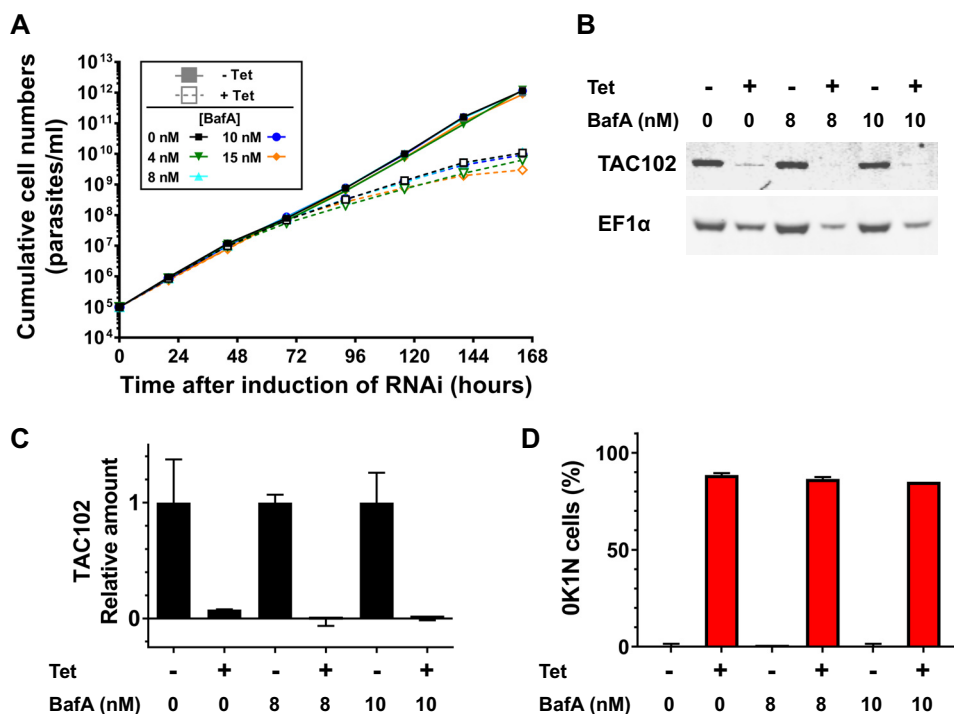 A
Cumulative cell numbers
(parasites/ml)
10^13
10^12
10^11
10^10
10^9
10^8
10^7
10^6
10^5
10^4
- Tet
+ Tet
[BafA]
0 nM 10 nM
4 nM 15 nM
8 nM
0 24 48 72 96 120 144 168
Time after induction of RNAi (hours)
B
Tet - + - + - +
BafA (nM) 0 0 8 8 10 10
TAC102
EF1α
C
TAC102
Relative amount
1
0
Tet - + - + - +
BafA (nM) 0 0 8 8 10 10
D
0K1N cells (%)
100
50
0
Tet - + - + - +
BafA (nM) 0 0 8 8 10 10